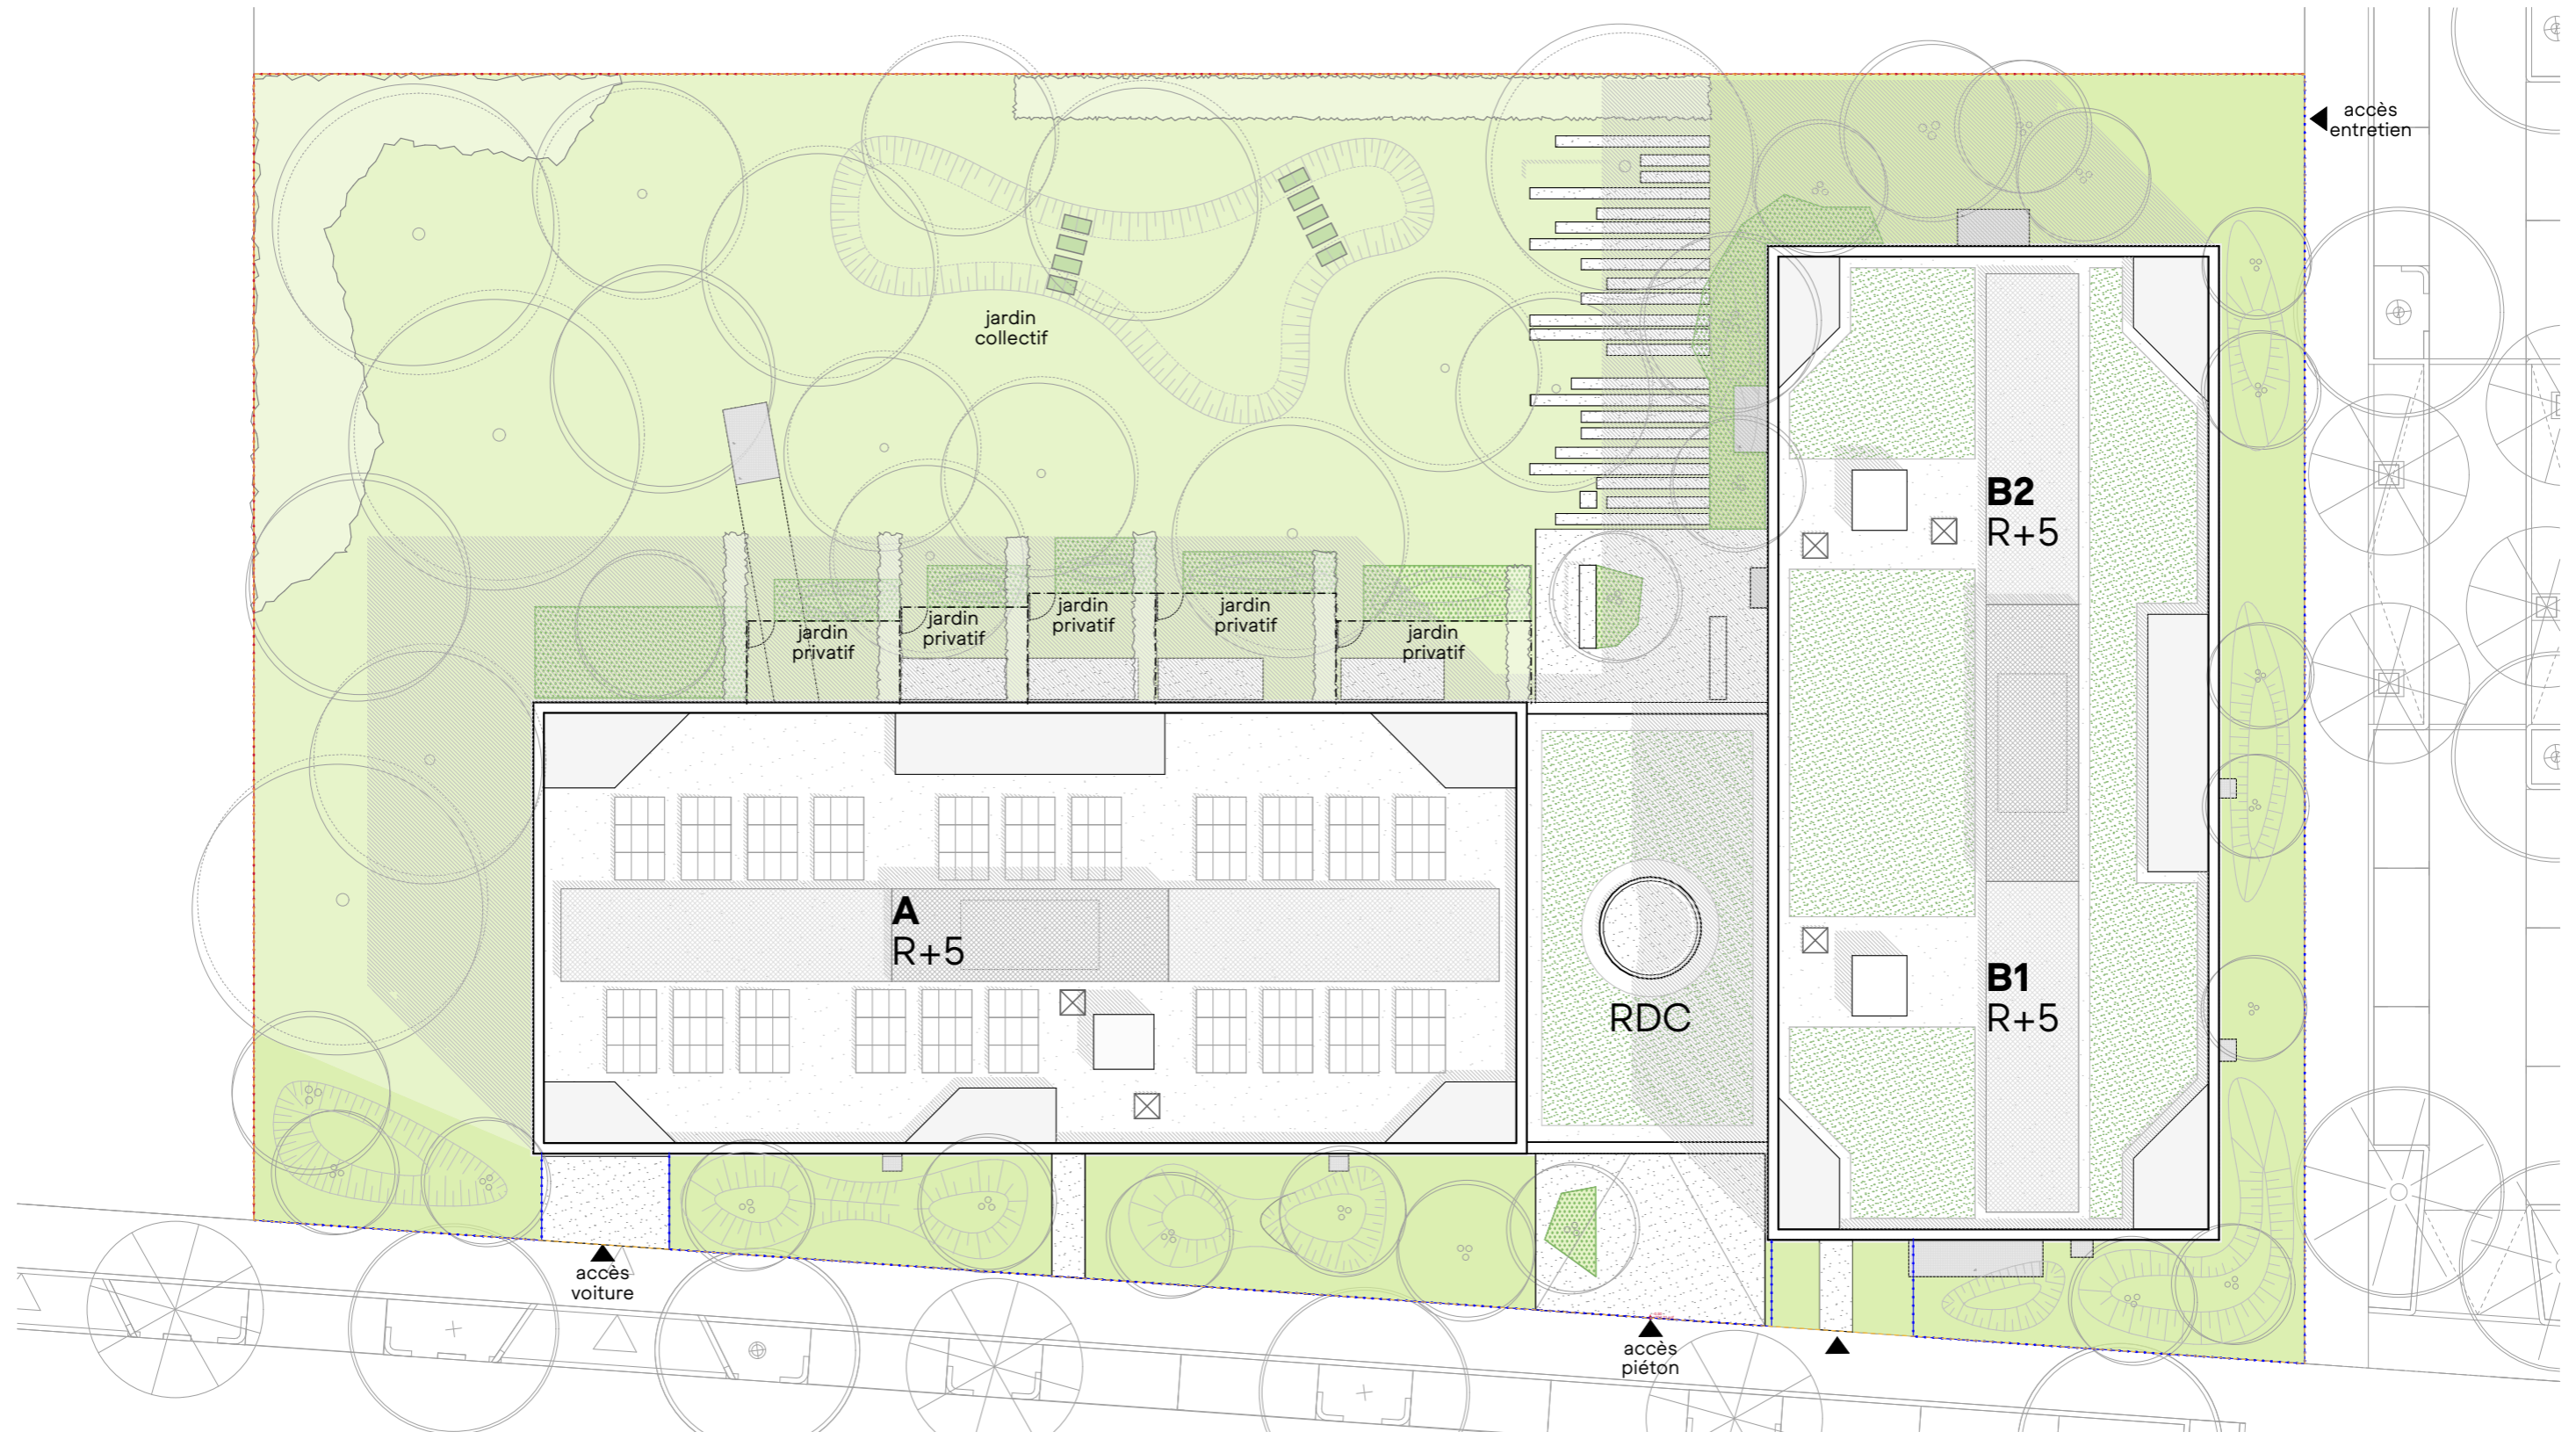 accès
entretien
jardin
collectif
B2
R+5
jardin
privatif
jardin
privatif
jardin
privatif
jardin
privatif
jardin
privatif
A
R+5
B1
R+5
RDC
accès
voiture
accès
piéton